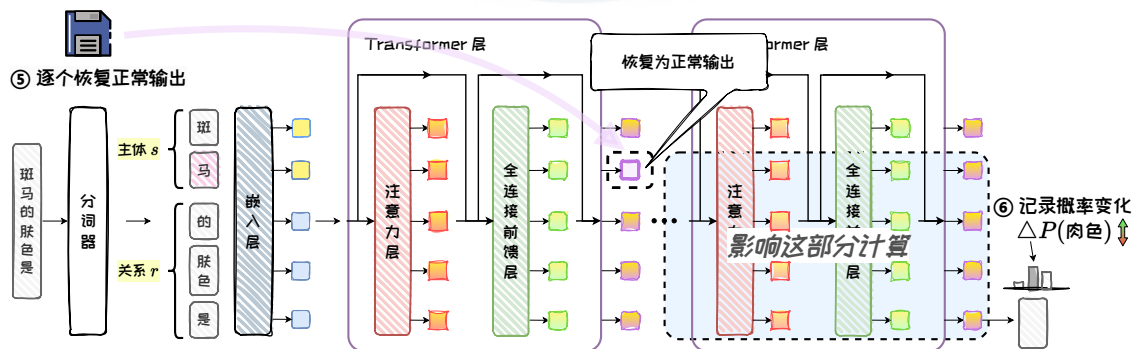 ⑤ 逐个恢复正常输出
Transformer 层
former 层
恢复为正常输出
斑马的肤色是
分词器
主体 s
关系 r
斑
马
的
肤色
是
嵌入层
注意力层
全连接前馈层
•••
注意
全连接
层
影响这部分计算
⑥ 记录概率变化
△P(肉色)